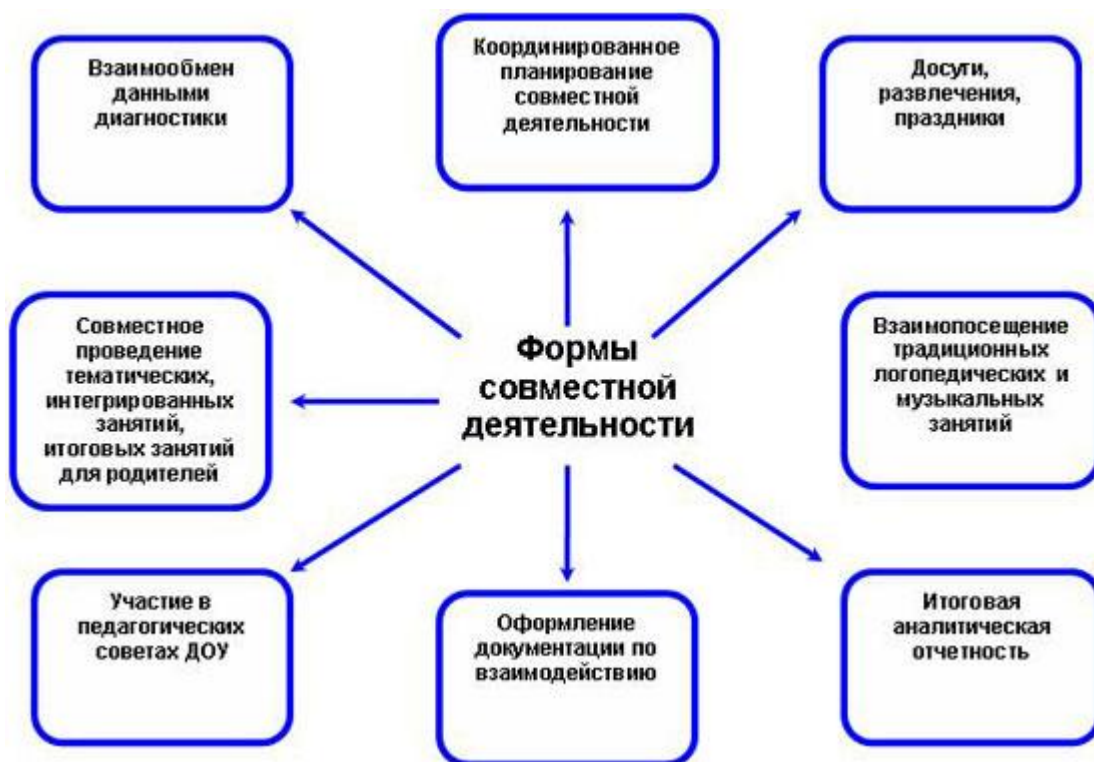 Взаимообмен
данными
диагностики
Координированное
планирование
совместной
деятельности
Досуги,
развлечения,
праздники
Совместное
проведение
тематических,
интегрированных
занятий,
итоговых занятий
для родителей
Формы
совместной
деятельности
Взаимопосещение
традиционных
логопедических и
музыкальных
занятий
Участие в
педагогических
советах ДОУ
Оформление
документации по
взаимодействию
Итоговая
аналитическая
отчетность